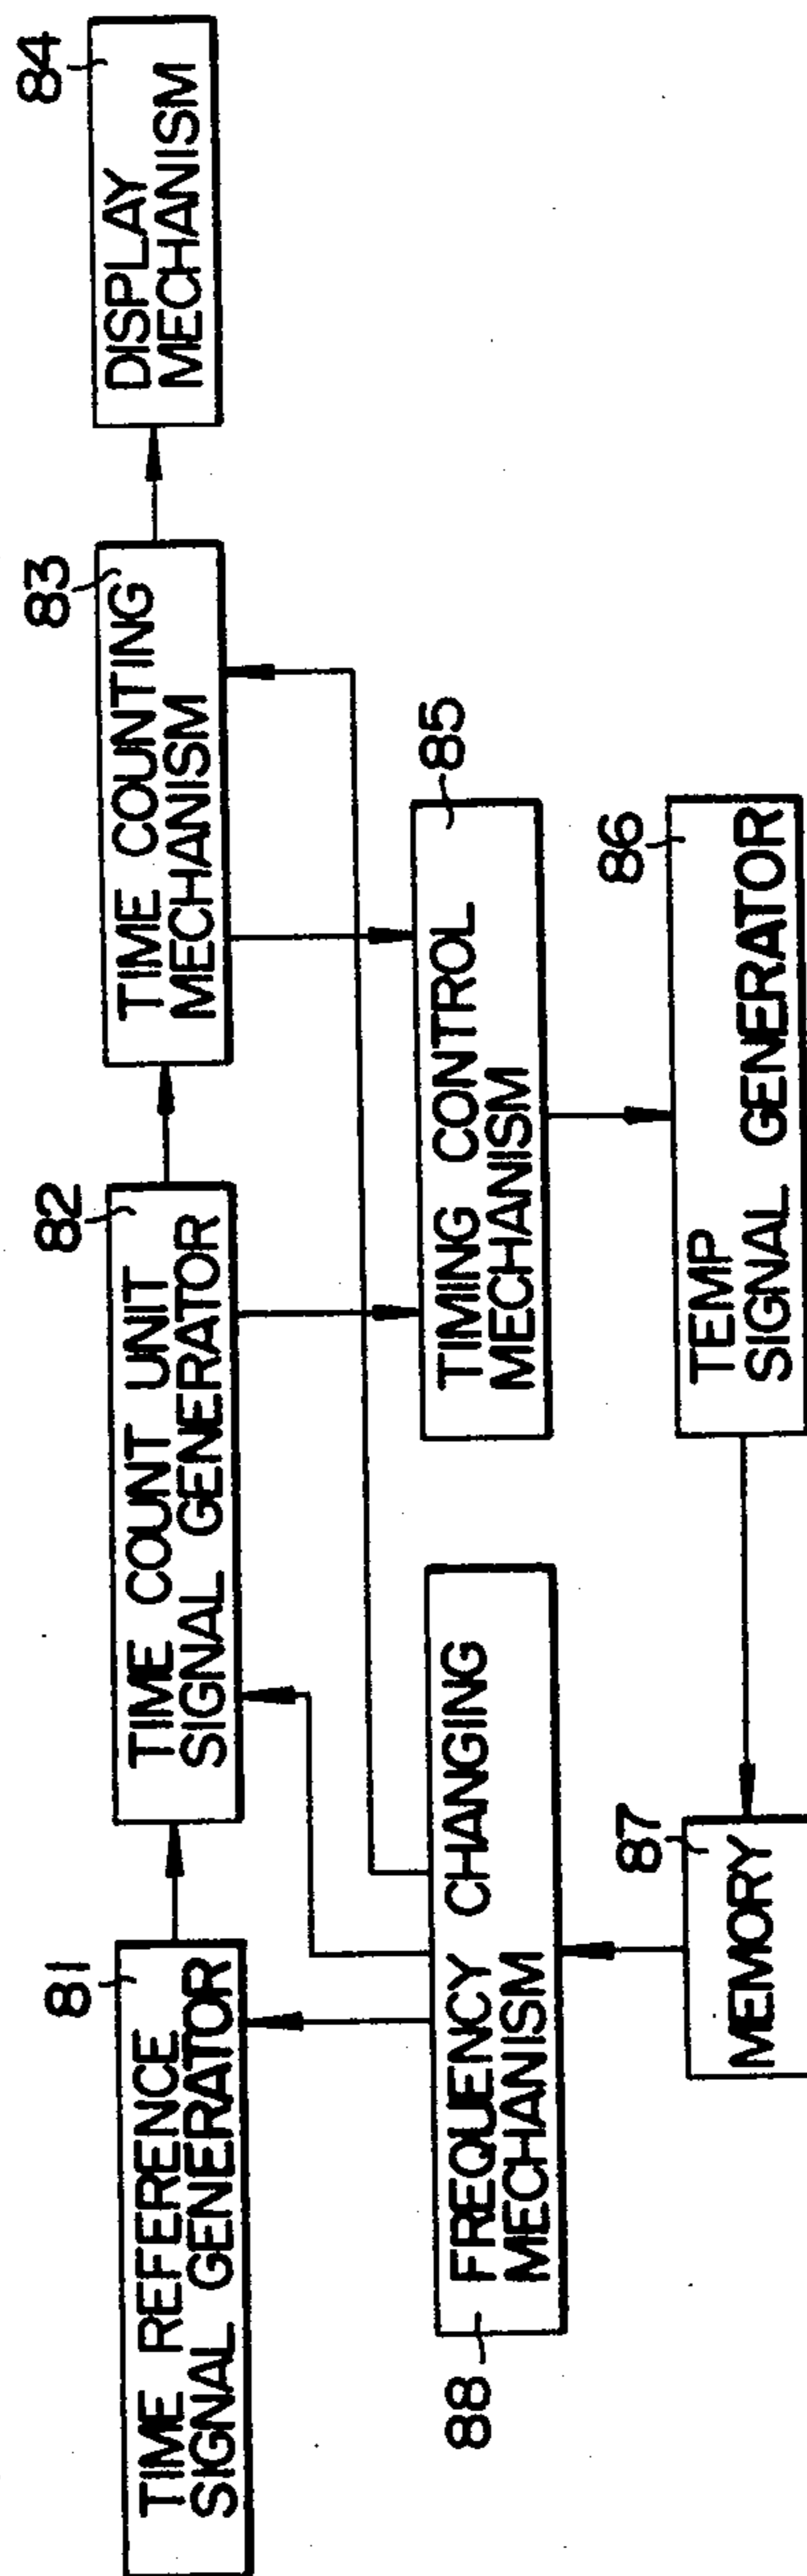 81
TIME REFERENCE
SIGNAL GENERATOR
82
TIME COUNT UNIT
SIGNAL GENERATOR
83
TIME COUNTING
MECHANISM
84
DISPLAY
MECHANISM
88
FREQUENCY CHANGING
MECHANISM
85
TIMING CONTROL
MECHANISM
87
MEMORY
86
TEMP
SIGNAL GENERATOR